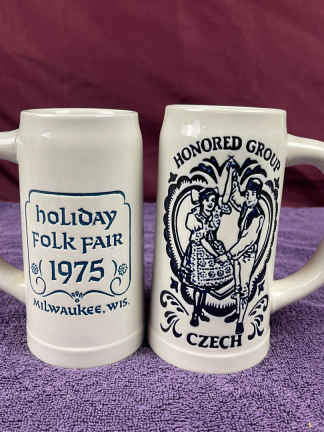 holiday
Folk Fair
1975
Milwaukee, Wis.
HONORED GROUP
CZECH